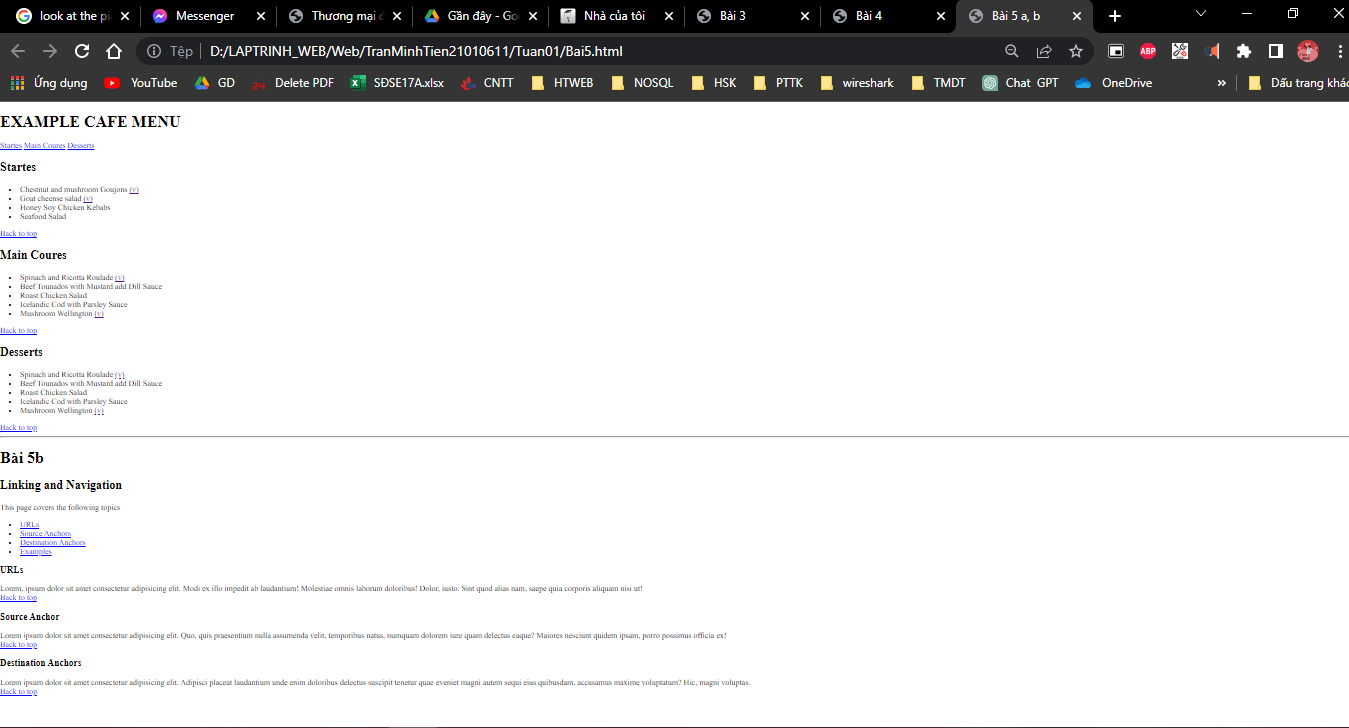 look at the pi
Messenger
Thương mại
Gần đây - Go
Nhà của tôi
Bài 3
Bài 4
Bài 5 a, b
Tệp D:/LAPTRINH_WEB/Web/TranMinhTien21010611/Tuan01/Bai5.html
ABP
Ứng dụng
YouTube
GD
Delete PDF
SĐSE17A.xlsx
CNTT
HTWEB
NOSQL
HSK
PTTK
wireshark
TMDT
Chat GPT
OneDrive
»
Dấu trang khác
EXAMPLE CAFE MENU
Startes Main Coures Desserts
Startes
Chestnut and mushroom Goujons (v)
Goat cheense salad (v)
Honey Soy Chicken Kebabs
Seafood Salad
Back to top
Main Coures
Spinach and Ricotta Roulade (v)
Beef Tounados with Mustard add Dill Sauce
Roast Chicken Salad
Icelandic Cod with Parsley Sauce
Mushroom Wellington (v)
Back to top
Desserts
Spinach and Ricotta Roulade (v)
Beef Tounados with Mustard add Dill Sauce
Roast Chicken Salad
Icelandic Cod with Parsley Sauce
Mushroom Wellington (v)
Back to top
Bài 5b
Linking and Navigation
This page covers the following topics
URLs
Source Anchors
Destination Anchors
Examples
URLs
Lorem, ipsum dolor sit amet consectetur adipisicing elit. Modi ex illo impedit ab laudantium! Molestiae omnis laborum doloribus! Dolor, iusto. Sint quod alias nam, saepe quia corporis aliquam nisi ut!
Back to top
Source Anchor
Lorem ipsum dolor sit amet consectetur adipisicing elit. Quo, quis praesentium nulla assumenda velit, temporibus natus, numquam dolorem iure quam delectus eaque? Maiores nesciunt quidem ipsam, porro possimus officia ex!
Back to top
Destination Anchors
Lorem ipsum dolor sit amet consectetur adipisicing elit. Adipisci placeat laudantium unde enim doloribus delectus suscipit tenetur quae eveniet magni autem sequi eius quibusdam, accusamus maxime voluptatum? Hic, magni voluptas.
Back to top